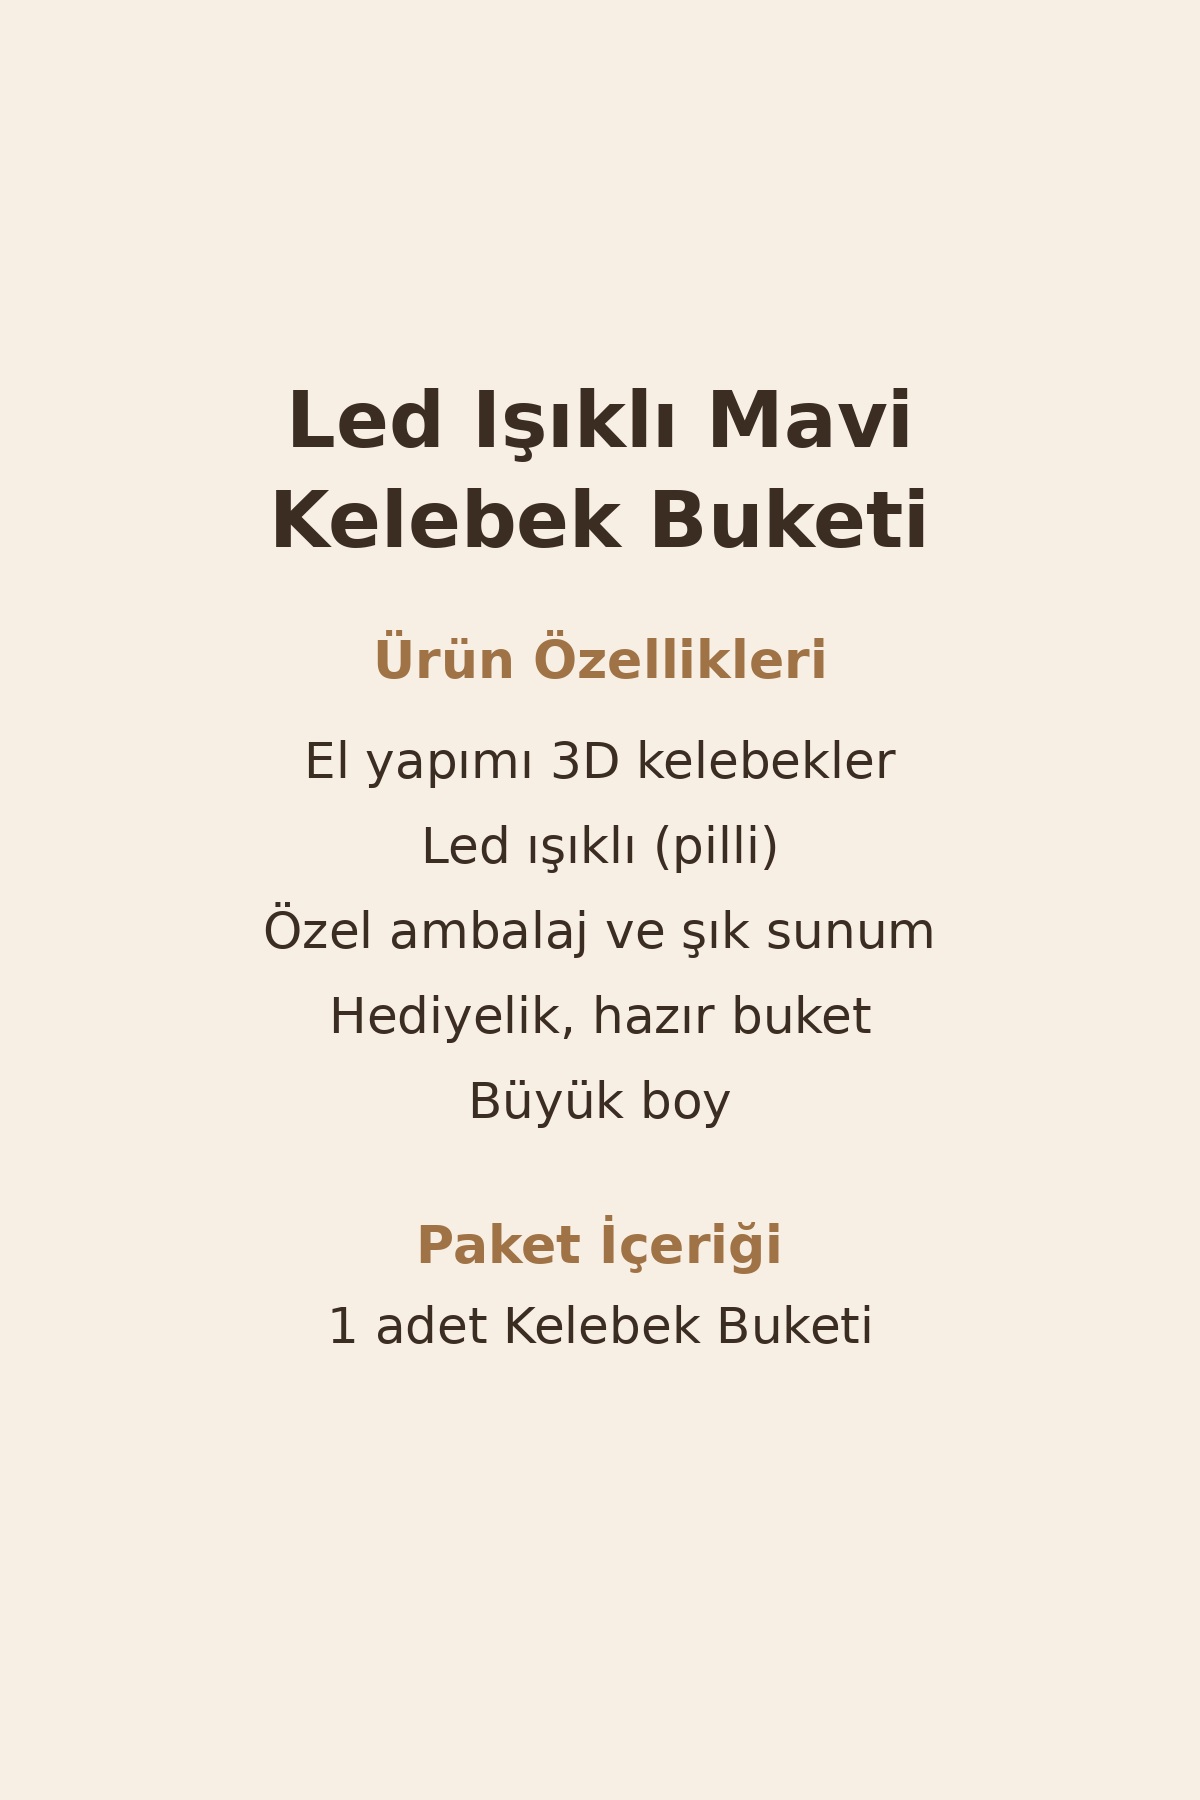 Led Işıklı Mavi
Kelebek Buketi
Ürün Özellikleri
El yapımı 3D kelebekler
Led ışıklı (pilli)
Özel ambalaj ve şık sunum
Hediyelik, hazır buket
Büyük boy
Paket İçeriği
1 adet Kelebek Buketi